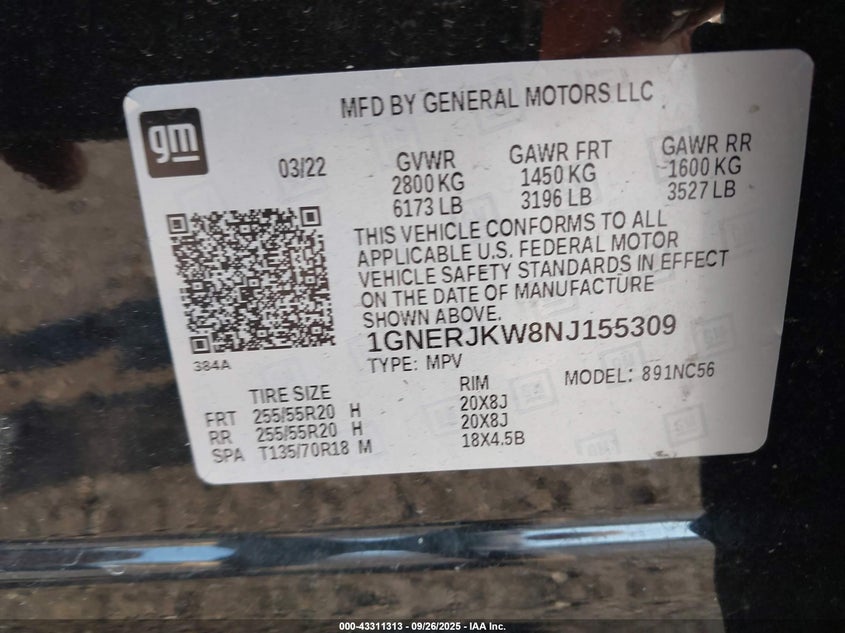 MFD BY GENERAL MOTORS LLC
gm
03/22
GVWR GAWR FRT GAWR RR
2800 KG 1450 KG 1600 KG
6173 LB 3196 LB 3527 LB
THIS VEHICLE CONFORMS TO ALL
APPLICABLE U.S. FEDERAL MOTOR
VEHICLE SAFETY STANDARDS IN EFFECT
ON THE DATE OF MANUFACTURE
SHOWN ABOVE.
1GNERJKW8NJ155309
TYPE: MPV MODEL: 891NC56
384A
TIRE SIZE RIM
FRT 255/55R20 H 20X8J
RR 255/55R20 H 20X8J
SPA T135/70R18 M 18X4.5B
000-43311313 - 09/26/2025 - IAA Inc.